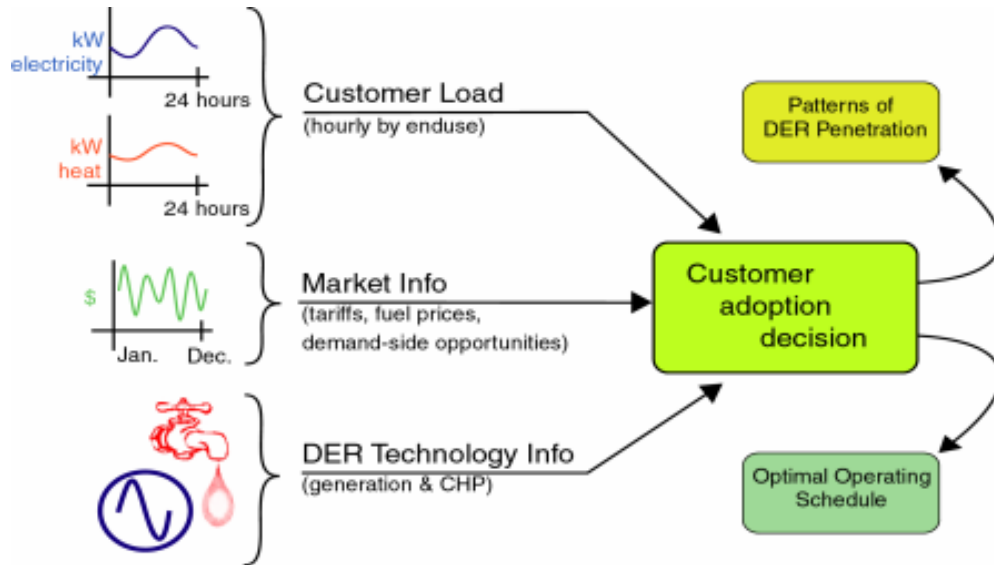 kW
electricity
24 hours
kW
heat
24 hours
Customer Load
(hourly by enduse)
$
Jan. Dec.
Market Info
(tariffs, fuel prices,
demand-side opportunities)
DER Technology Info
(generation & CHP)
Customer
adoption
decision
Patterns of
DER Penetration
Optimal Operating
Schedule